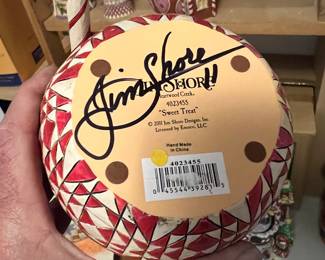 Jim Shore
Heartwood Creek
4023455
"Sweet Treat"
© 2011 Jim Shore Designs, Inc.
Licensed by Enesco, LLC
Hand Made
In China
4023455
0 45544 39285 5